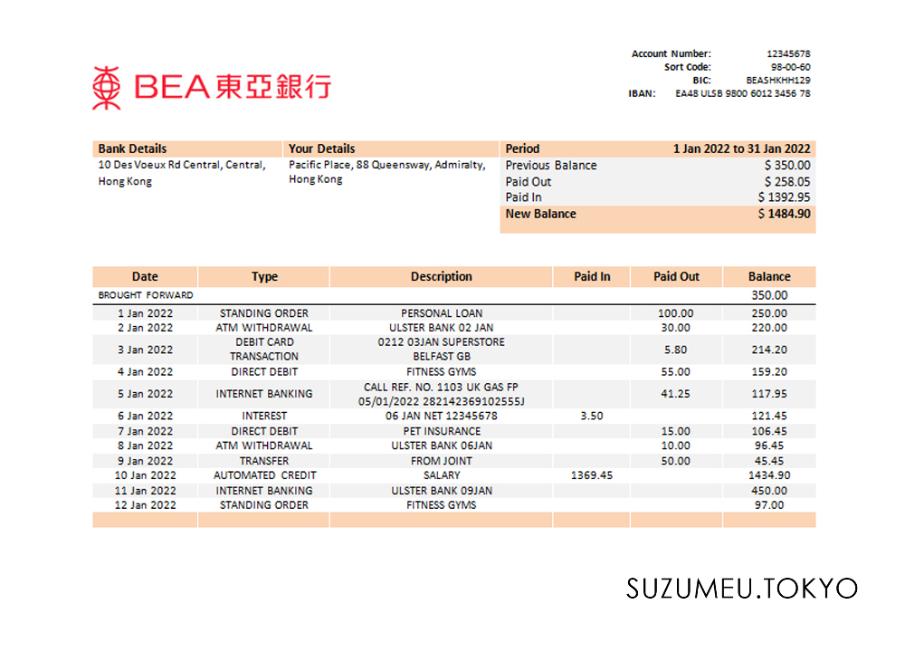 Account Number: 12345678
Sort Code: 98-00-60
BIC: BEASHKHH129
IBAN: EA48 ULSB 9800 6012 3456 78
BEA 東亞銀行
Bank Details Your Details Period 1 Jan 2022 to 31 Jan 2022
10 Des Voeux Rd Central, Central, Pacific Place, 88 Queensway, Admiralty, Previous Balance $ 350.00
Hong Kong Hong Kong Paid Out $ 258.05
Paid In $ 1392.95
New Balance $ 1484.90
Date Type Description Paid In Paid Out Balance
BROUGHT FORWARD 350.00
1 Jan 2022 STANDING ORDER PERSONAL LOAN 100.00 250.00
2 Jan 2022 ATM WITHDRAWAL ULSTER BANK 02 JAN 30.00 220.00
3 Jan 2022 DEBIT CARD TRANSACTION 0212 03JAN SUPERSTORE BELFAST GB 5.80 214.20
4 Jan 2022 DIRECT DEBIT FITNESS GYMS 55.00 159.20
5 Jan 2022 INTERNET BANKING CALL REF. NO. 1103 UK GAS FP 05/01/2022 282142369102555J 41.25 117.95
6 Jan 2022 INTEREST 06 JAN NET 12345678 3.50 121.45
7 Jan 2022 DIRECT DEBIT PET INSURANCE 15.00 106.45
8 Jan 2022 ATM WITHDRAWAL ULSTER BANK 06JAN 10.00 96.45
9 Jan 2022 TRANSFER FROM JOINT 50.00 45.45
10 Jan 2022 AUTOMATED CREDIT SALARY 1369.45 1434.90
11 Jan 2022 INTERNET BANKING ULSTER BANK 09JAN 450.00
12 Jan 2022 STANDING ORDER FITNESS GYMS 97.00
SUZUMEU.TOKYO